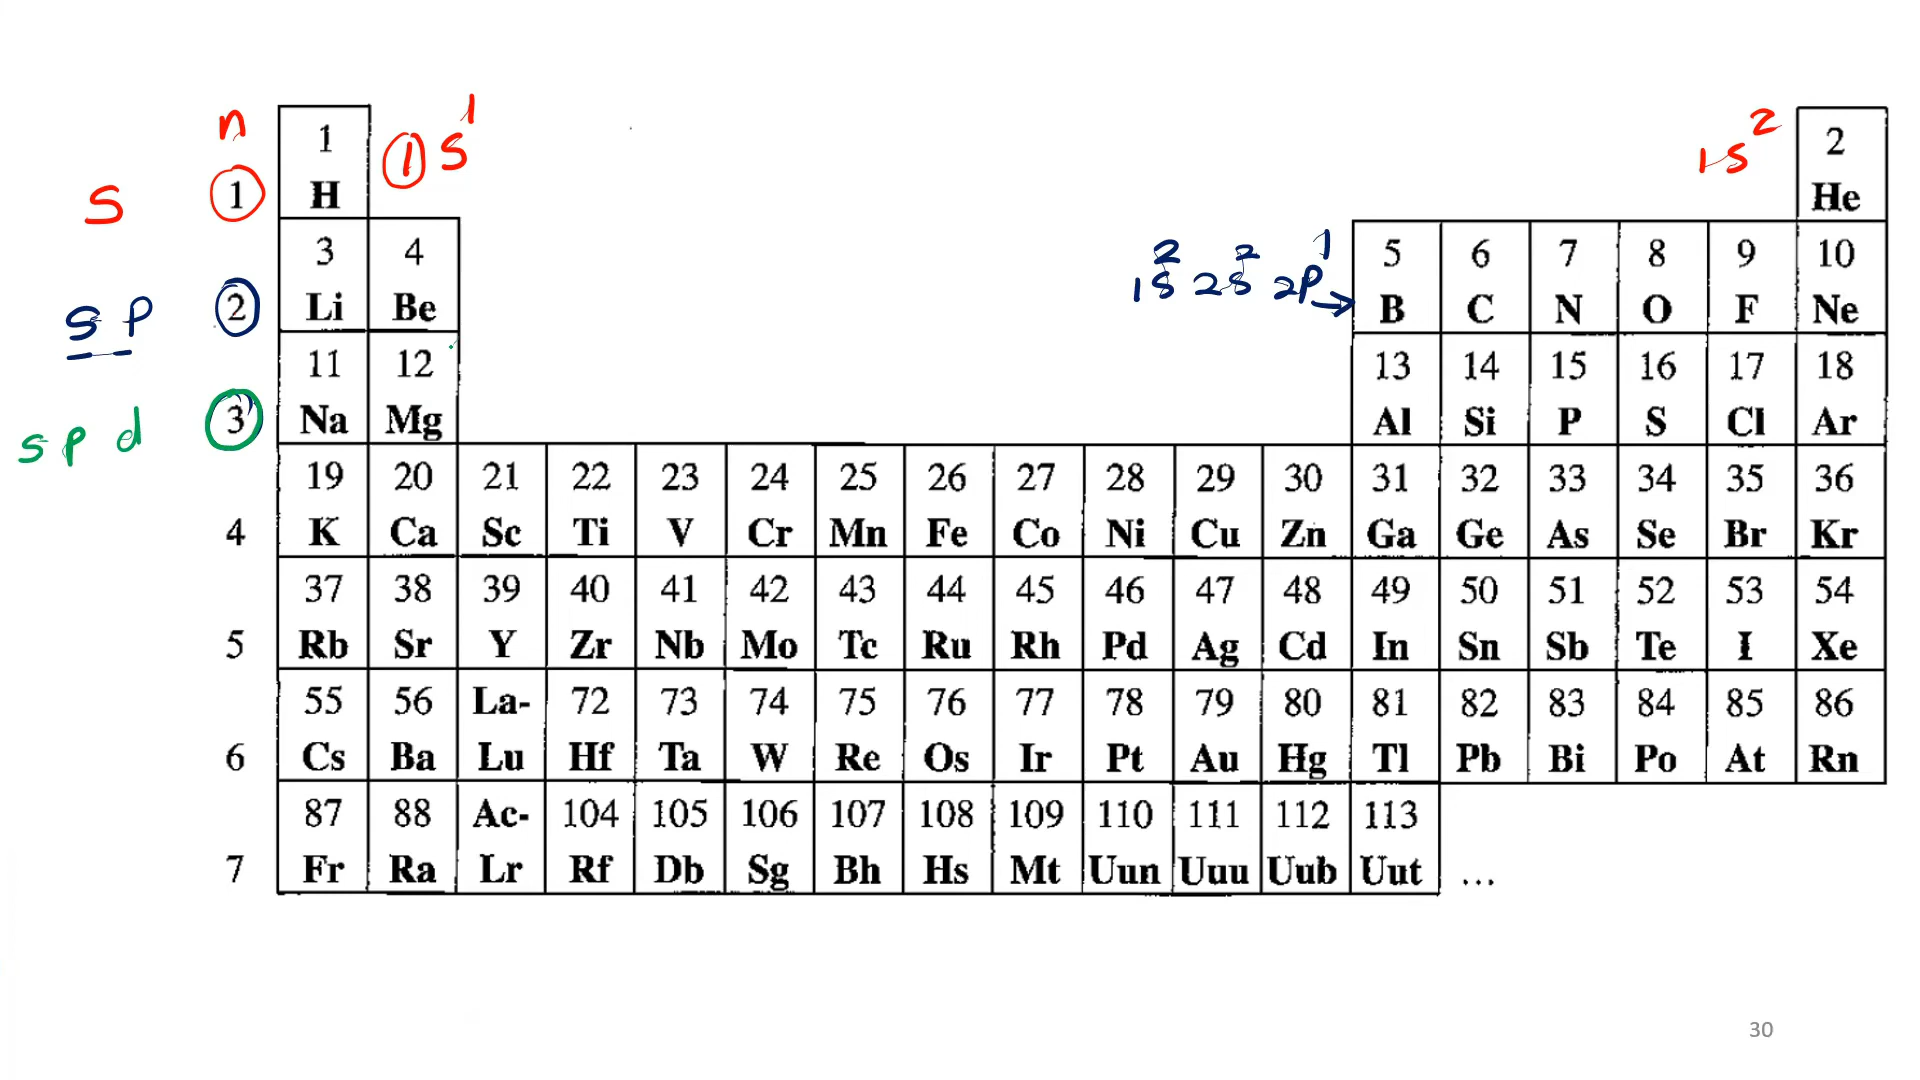 n
1 1s¹ 1s² 2
s 1 H He
3 4 1s² 2s² 2p¹ → 5 6 7 8 9 10
s p 2 Li Be B C N O F Ne
11 12 13 14 15 16 17 18
s p d 3 Na Mg Al Si P S Cl Ar
19 20 21 22 23 24 25 26 27 28 29 30 31 32 33 34 35 36
4 K Ca Sc Ti V Cr Mn Fe Co Ni Cu Zn Ga Ge As Se Br Kr
37 38 39 40 41 42 43 44 45 46 47 48 49 50 51 52 53 54
5 Rb Sr Y Zr Nb Mo Tc Ru Rh Pd Ag Cd In Sn Sb Te I Xe
55 56 La- 72 73 74 75 76 77 78 79 80 81 82 83 84 85 86
6 Cs Ba Lu Hf Ta W Re Os Ir Pt Au Hg Tl Pb Bi Po At Rn
87 88 Ac- 104 105 106 107 108 109 110 111 112 113
7 Fr Ra Lr Rf Db Sg Bh Hs Mt Uun Uuu Uub Uut ...
30